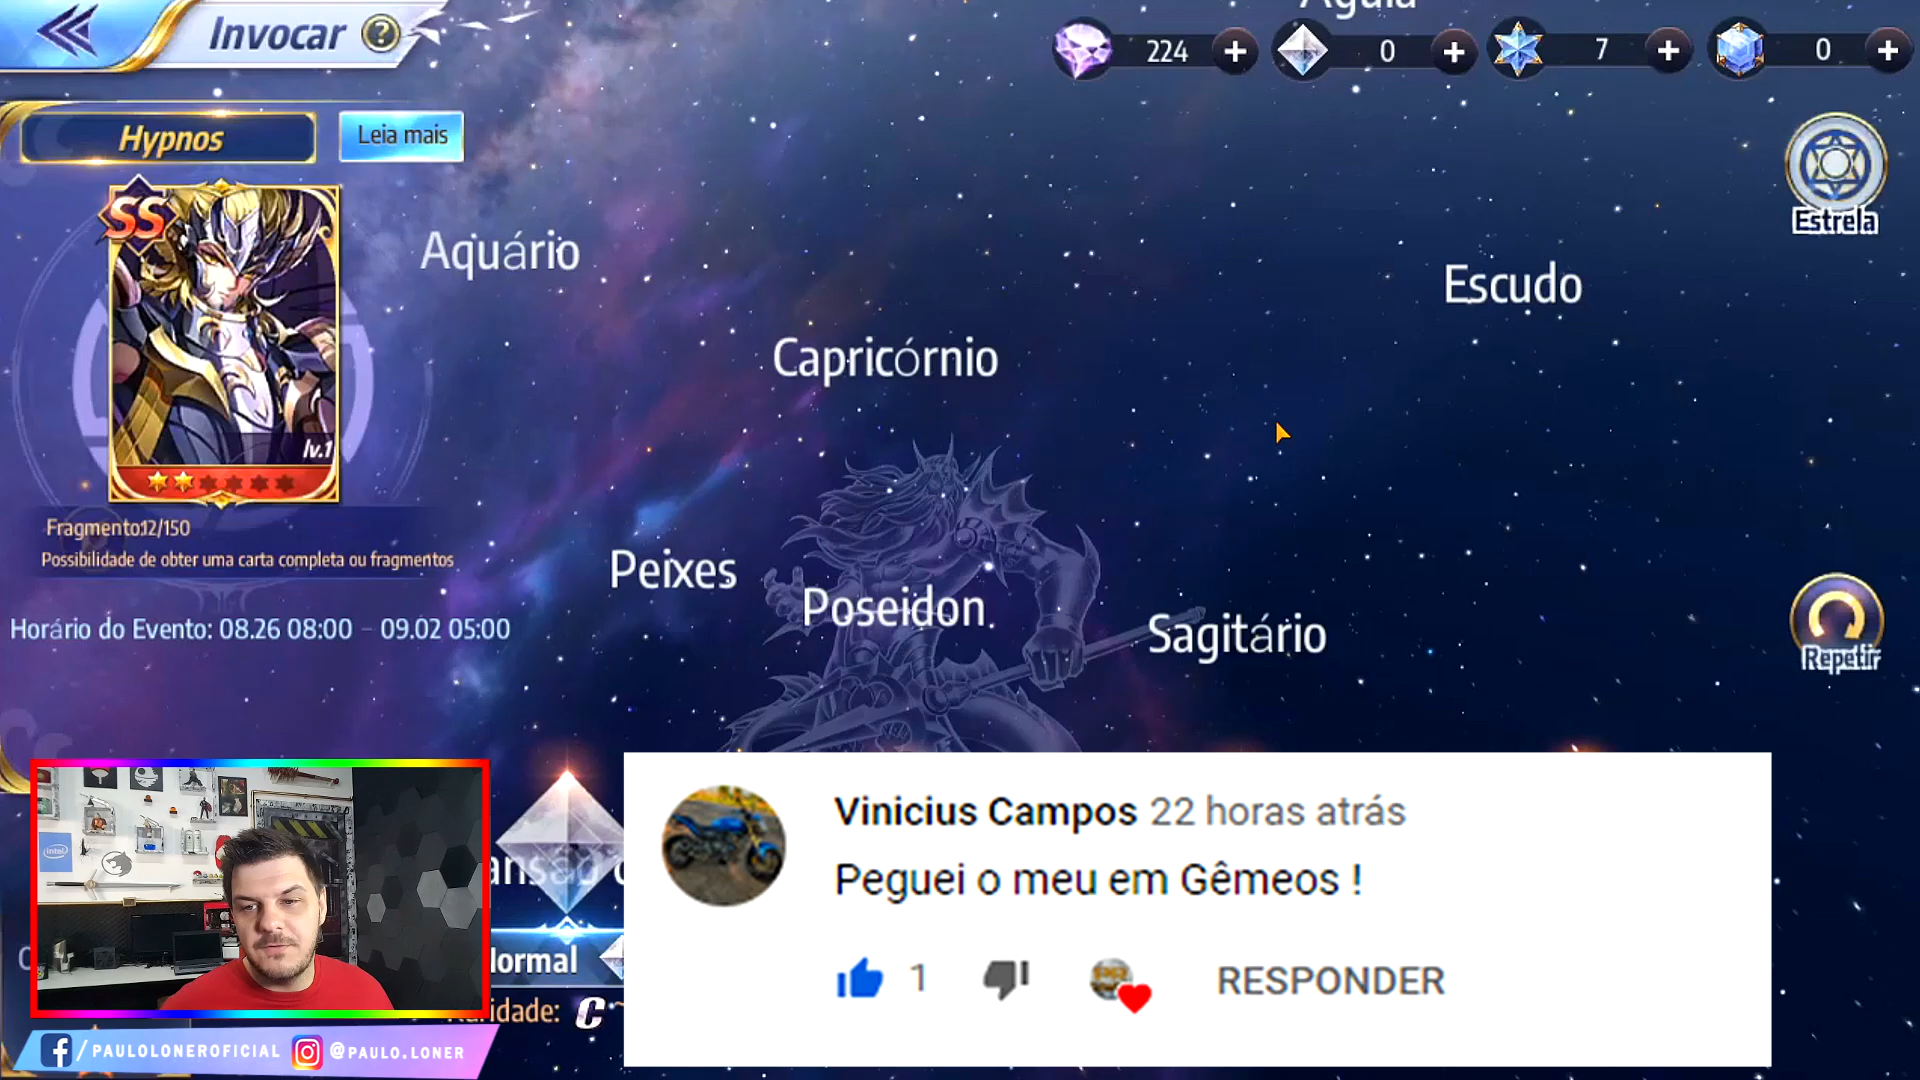 Invocar ?
224
0
7
0
Hypnos
Leia mais
SS
lv.1
Fragmento12/150
Possibilidade de obter uma carta completa ou fragmentos
Horário do Evento: 08.26 08:00 - 09.02 05:00
Aquário
Capricórnio
Escudo
Estrela
Peixes
Poseidon
Sagitário
Repetir
Vinicius Campos 22 horas atrás
Peguei o meu em Gêmeos !
1
RESPONDER
intel
/PAULOLONEROFICIAL
@PAULO.LONER